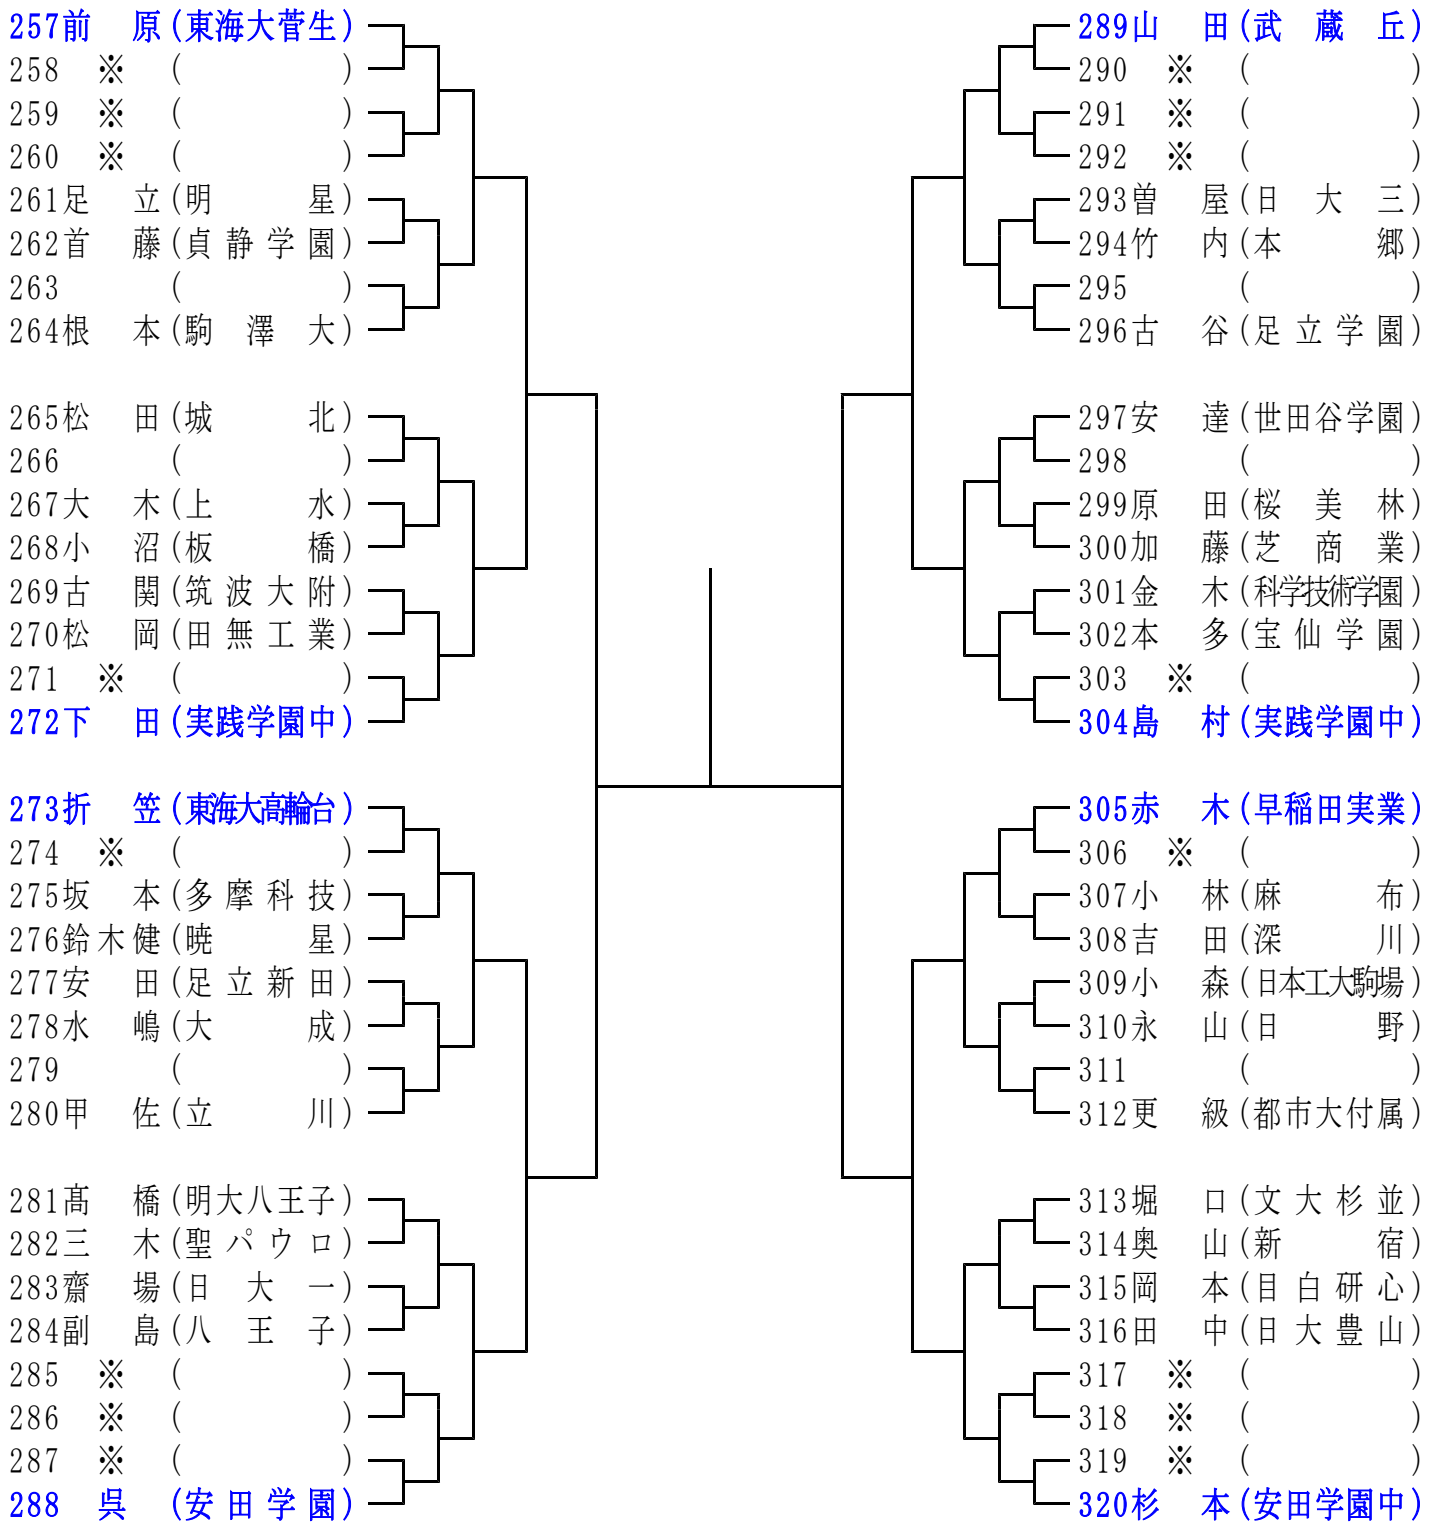 257前　原(東海大菅生)
258　※　(　　　　)
259　※　(　　　　)
260　※　(　　　　)
261足　立(明　　星)
262首　藤(貞静学園)
263　　　(　　　　)
264根　本(駒　澤　大)
265松　田(城　　北)
266　　　(　　　　)
267大　木(上　　水)
268小　沼(板　　橋)
269古　関(筑波大附)
270松　岡(田無工業)
271　※　(　　　　)
272下　田(実践学園中)
273折　笠(東海大高輪台)
274　※　(　　　　)
275坂　本(多摩科技)
276鈴木健(暁　　星)
277安　田(足立新田)
278水　嶋(大　　成)
279　　　(　　　　)
280甲　佐(立　　川)
281髙　橋(明大八王子)
282三　木(聖パウロ)
283齋　場(日　大　一)
284副　島(八　王　子)
285　※　(　　　　)
286　※　(　　　　)
287　※　(　　　　)
288　呉　(安田学園)
289山　田(武　蔵　丘)
290　※　(　　　　)
291　※　(　　　　)
292　※　(　　　　)
293曽　屋(日　大　三)
294竹　内(本　　郷)
295　　　(　　　　)
296古　谷(足立学園)
297安　達(世田谷学園)
298　　　(　　　　)
299原　田(桜　美　林)
300加　藤(芝　商　業)
301金　木(科学技術学園)
302本　多(宝仙学園)
303　※　(　　　　)
304島　村(実践学園中)
305赤　木(早稲田実業)
306　※　(　　　　)
307小　林(麻　　布)
308吉　田(深　　川)
309小　森(日本工大駒場)
310永　山(日　　野)
311　　　(　　　　)
312更　級(都市大付属)
313堀　口(文大杉並)
314奥　山(新　　宿)
315岡　本(目白研心)
316田　中(日大豊山)
317　※　(　　　　)
318　※　(　　　　)
319　※　(　　　　)
320杉　本(安田学園中)